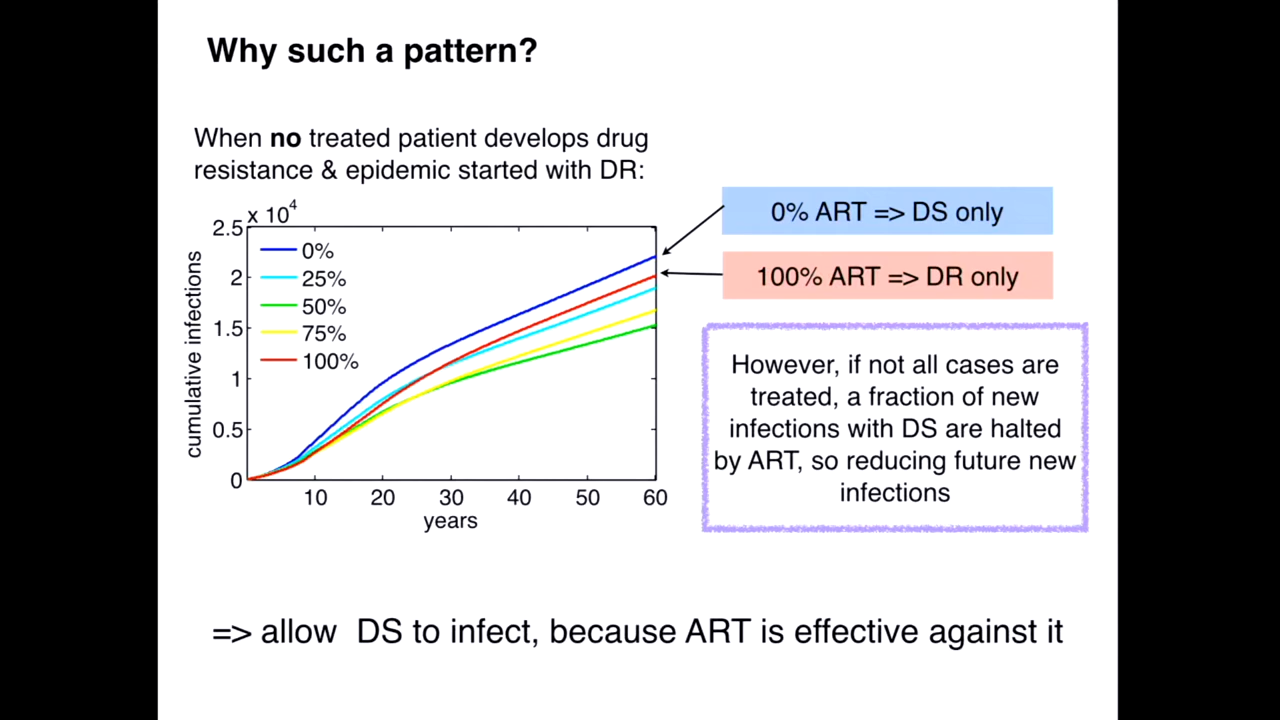 Why such a pattern?
When no treated patient develops drug
resistance & epidemic started with DR:
x 10^4
2.5
2
1.5
1
0.5
0
cumulative infections
0%
25%
50%
75%
100%
10 20 30 40 50 60
years
0% ART => DS only
100% ART => DR only
However, if not all cases are
treated, a fraction of new
infections with DS are halted
by ART, so reducing future new
infections
=> allow DS to infect, because ART is effective against it